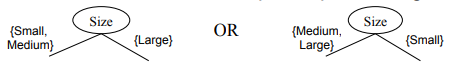 Size
{Small,
Medium}
{Large}
OR
Size
{Medium,
Large}
{Small}